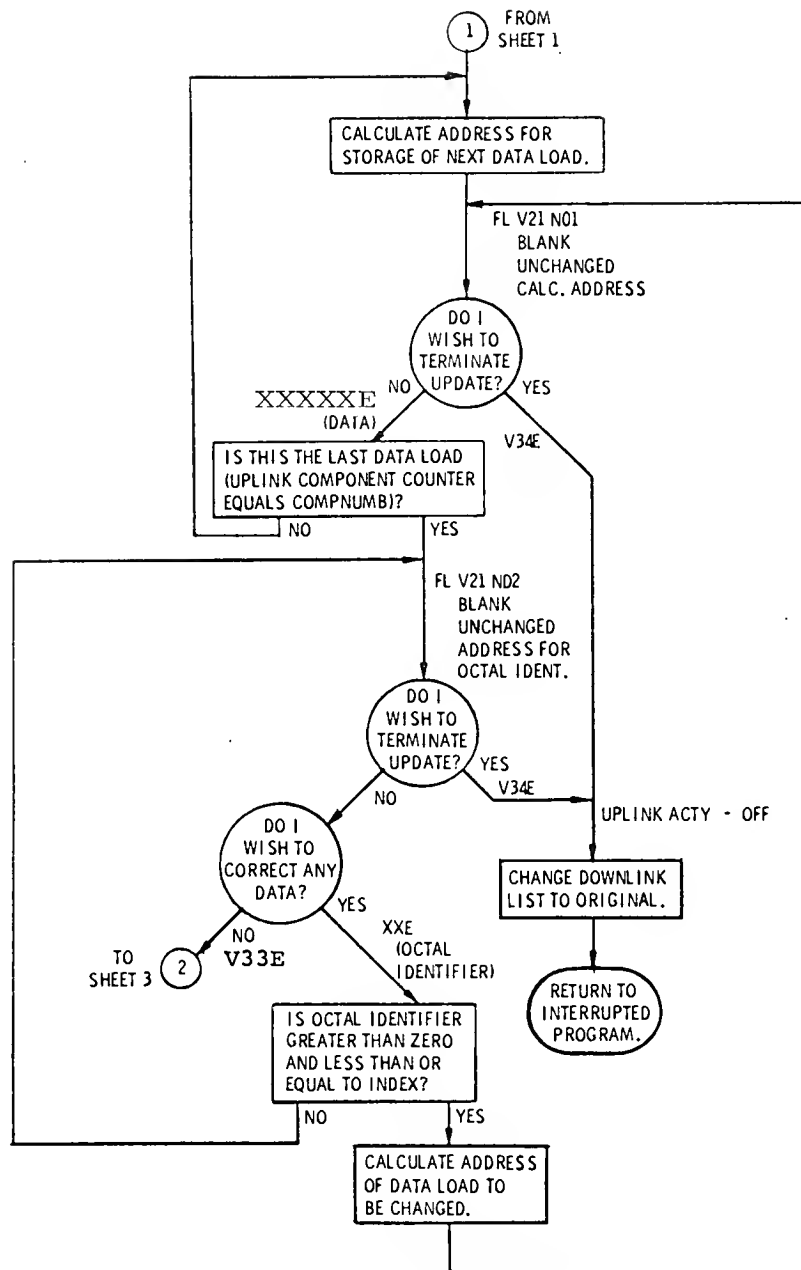 1
FROM
SHEET 1
CALCULATE ADDRESS FOR
STORAGE OF NEXT DATA LOAD.
FL V21 N01
BLANK
UNCHANGED
CALC. ADDRESS
DO I
WISH TO
TERMINATE
UPDATE?
NO
YES
XXXXXE
(DATA)
V34E
IS THIS THE LAST DATA LOAD
(UPLINK COMPONENT COUNTER
EQUALS COMPNUMB)?
NO
YES
FL V21 ND2
BLANK
UNCHANGED
ADDRESS FOR
OCTAL IDENT.
DO I
WISH TO
TERMINATE
UPDATE?
YES
V34E
NO
UPLINK ACTY - OFF
DO I
WISH TO
CORRECT ANY
DATA?
YES
CHANGE DOWNLINK
LIST TO ORIGINAL.
NO
V33E
XXE
(OCTAL
IDENTIFIER)
TO
SHEET 3
2
RETURN TO
INTERRUPTED
PROGRAM.
IS OCTAL IDENTIFIER
GREATER THAN ZERO
AND LESS THAN OR
EQUAL TO INDEX?
NO
YES
CALCULATE ADDRESS
OF DATA LOAD TO
BE CHANGED.